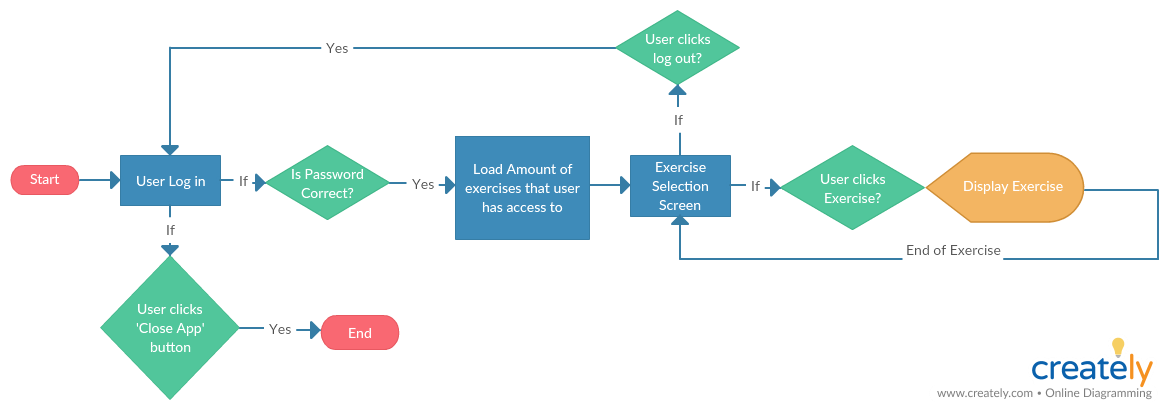 User clicks
log out?
Yes
If
Start
User Log in
If
Is Password
Correct?
Yes
Load Amount of
exercises that user
has access to
Exercise
Selection
Screen
If
User clicks
Exercise?
Display Exercise
End of Exercise
If
User clicks
'Close App'
button
Yes
End
creately
www.creately.com • Online Diagramming